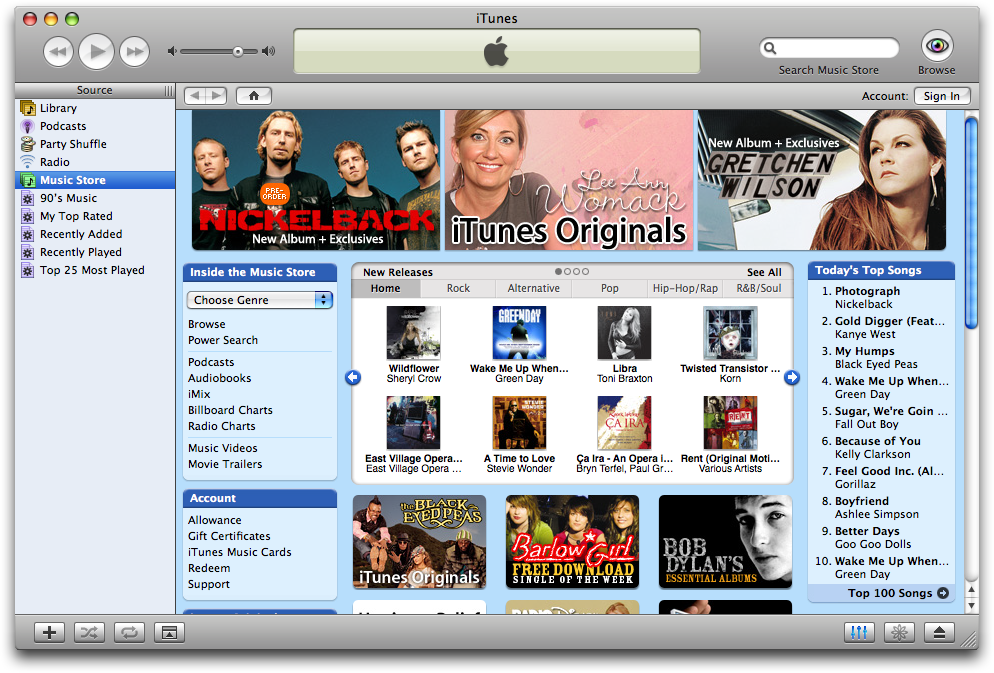 iTunes
Search Music Store
Browse
Source
Library
Podcasts
Party Shuffle
Radio
Music Store
90's Music
My Top Rated
Recently Added
Recently Played
Top 25 Most Played
Account:
Sign In
PRE-
ORDER
NICKELBACK
New Album + Exclusives
Lee Ann
Womack
iTunes Originals
New Album + Exclusives
GRETCHEN
WILSON
Inside the Music Store
Choose Genre
Browse
Power Search
Podcasts
Audiobooks
iMix
Billboard Charts
Radio Charts
Music Videos
Movie Trailers
Account
Allowance
Gift Certificates
iTunes Music Cards
Redeem
Support
New Releases
See All
Home
Rock
Alternative
Pop
Hip-Hop/Rap
R&B/Soul
GREEN DAY
Wildflower
Sheryl Crow
Wake Me Up When...
Green Day
Libra
Toni Braxton
Twisted Transistor ...
Korn
STEVIE
WONDER
ÇA IRA
RENT
East Village Opera...
East Village Opera ...
A Time to Love
Stevie Wonder
Ça Ira - An Opera i...
Bryn Terfel, Paul Gr...
Rent (Original Moti...
Various Artists
the BLACK
EYED PEAS
iTunes Originals
BarlowGirl
FREE DOWNLOAD
SINGLE OF THE WEEK
BOB
DYLAN'S
ESSENTIAL ALBUMS
Today's Top Songs
1. Photograph
Nickelback
2. Gold Digger (Feat...
Kanye West
3. My Humps
Black Eyed Peas
4. Wake Me Up When...
Green Day
5. Sugar, We're Goin ...
Fall Out Boy
6. Because of You
Kelly Clarkson
7. Feel Good Inc. (Al...
Gorillaz
8. Boyfriend
Ashlee Simpson
9. Better Days
Goo Goo Dolls
10. Wake Me Up When...
Green Day
Top 100 Songs